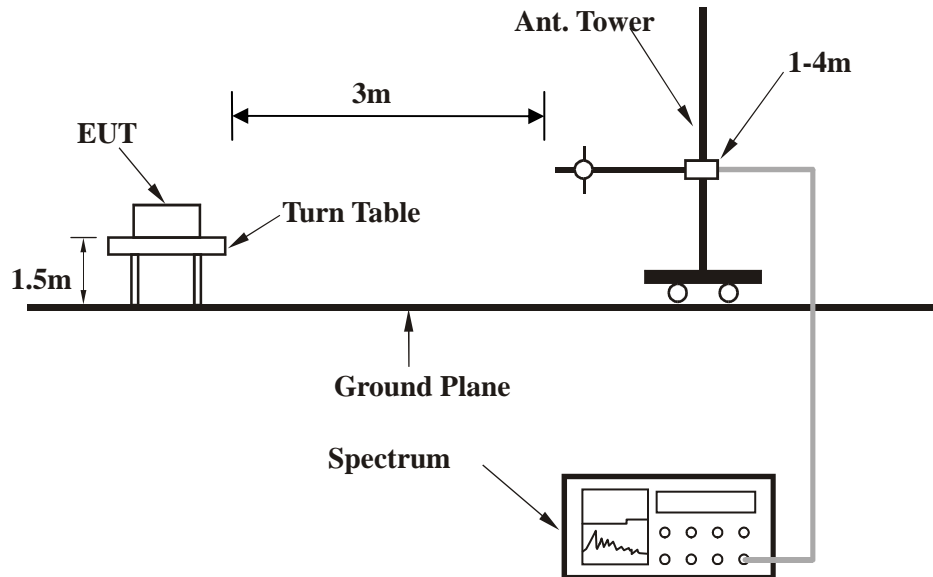 Ant. Tower
1-4m
3m
EUT
Turn Table
1.5m
Ground Plane
Spectrum